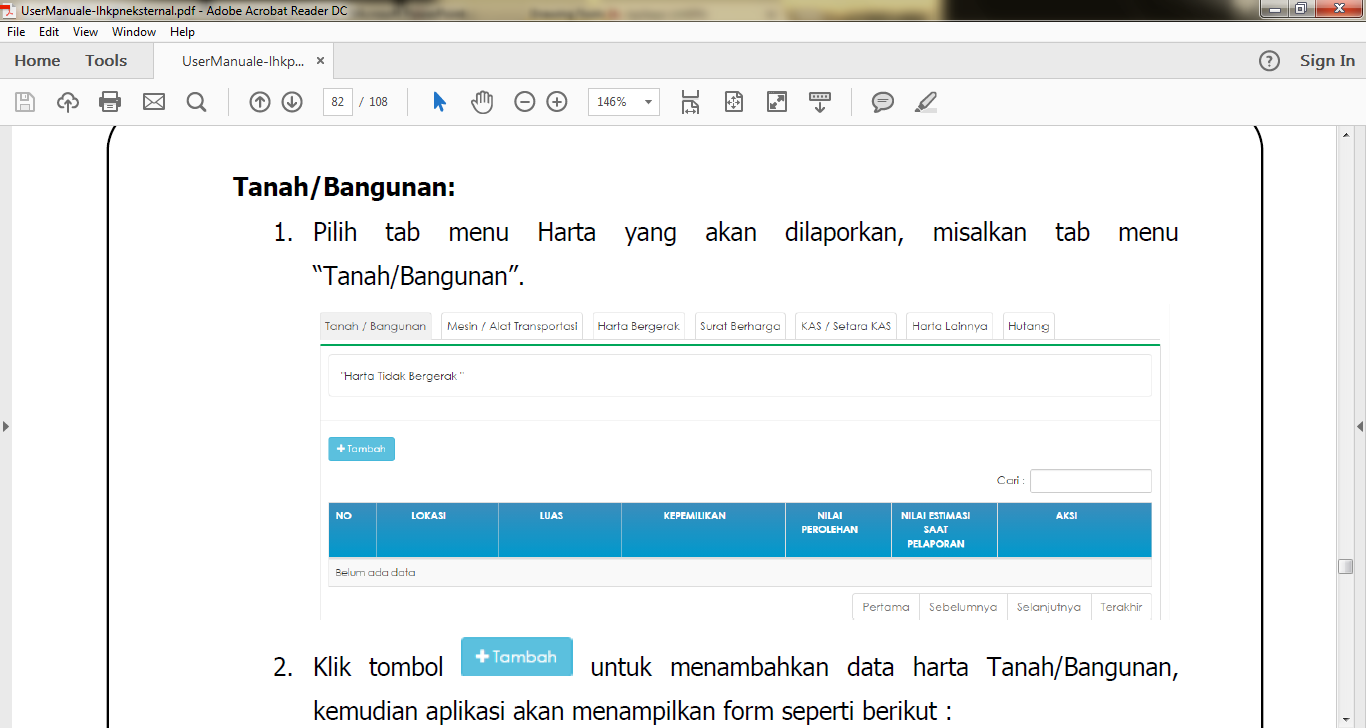 UserManuale-lhkpneksternal.pdf - Adobe Acrobat Reader DC
File Edit View Window Help
Home Tools UserManuale-lhkp... × ? Sign In
82 / 108 146%
Tanah/Bangunan:
1. Pilih tab menu Harta yang akan dilaporkan, misalkan tab menu
“Tanah/Bangunan”.
Tanah / Bangunan Mesin / Alat Transportasi Harta Bergerak Surat Berharga KAS / Setara KAS Harta Lainnya Hutang
"Harta Tidak Bergerak "
+Tambah
Cari :
NO LOKASI LUAS KEPEMILIKAN NILAI PEROLEHAN NILAI ESTIMASI SAAT PELAPORAN AKSI
Belum ada data
Pertama Sebelumnya Selanjutnya Terakhir
2. Klik tombol +Tambah untuk menambahkan data harta Tanah/Bangunan,
kemudian aplikasi akan menampilkan form seperti berikut :